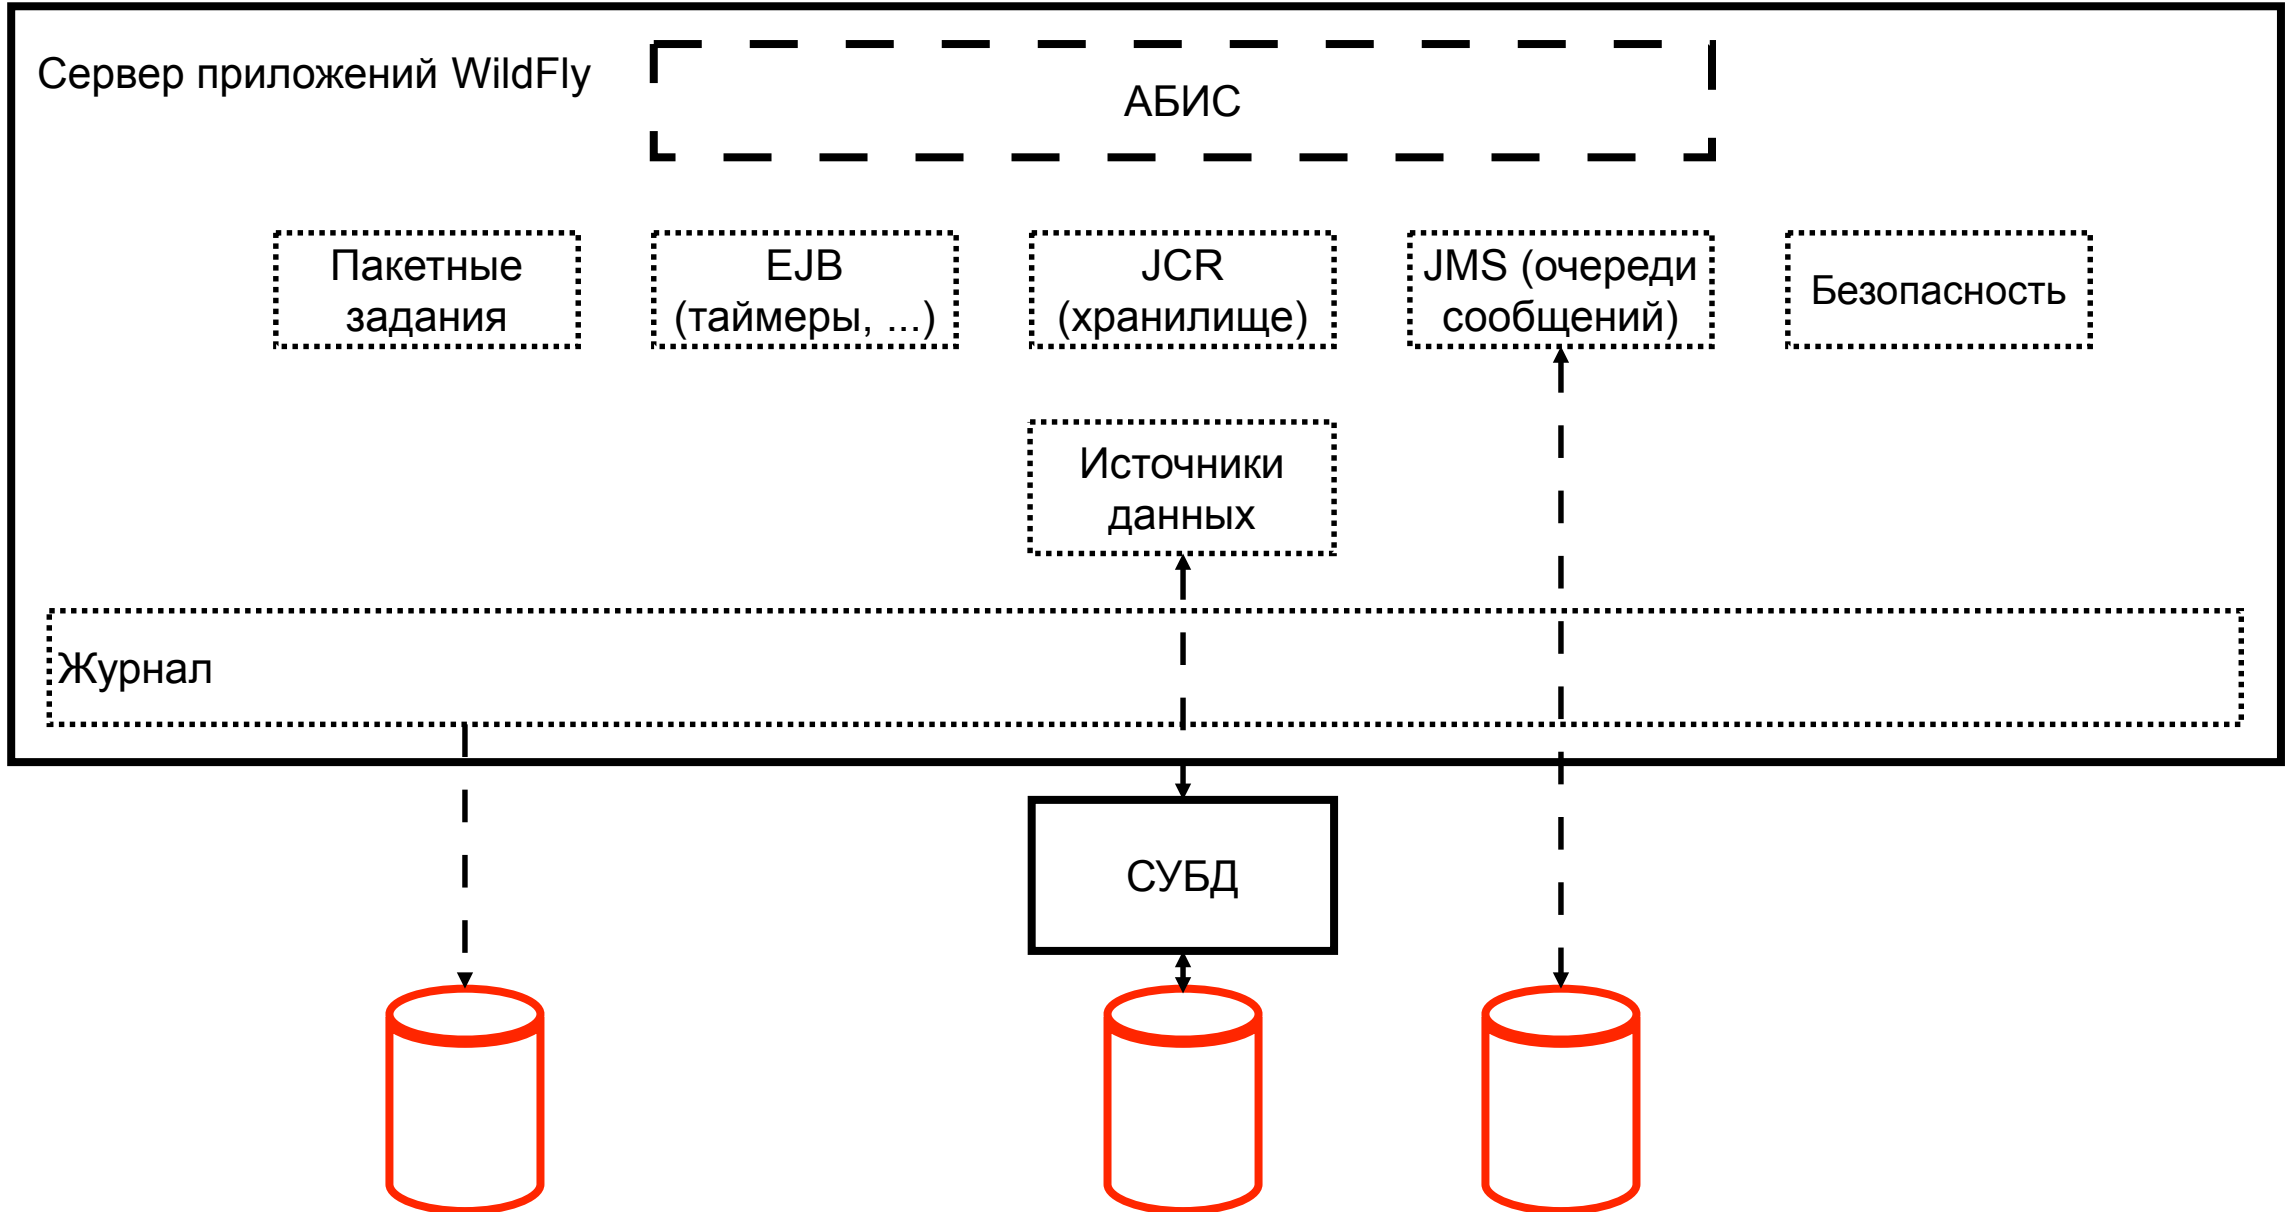 Сервер приложений WildFly
АБИС
Пакетные
задания
EJB
(таймеры, ...)
JCR
(хранилище)
JMS (очереди
сообщений)
Безопасность
Источники
данных
Журнал
СУБД